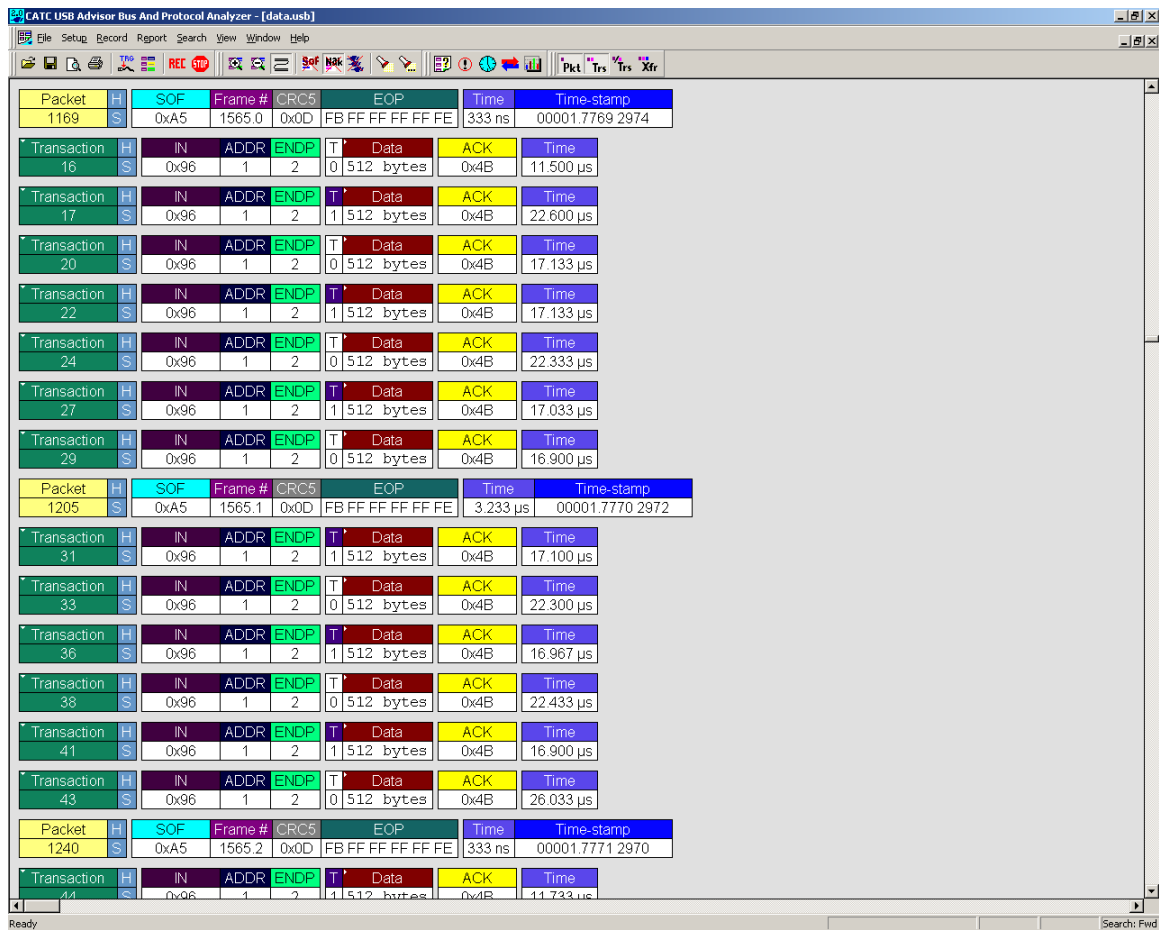 CATC USB Advisor Bus And Protocol Analyzer - [data.usb]
File Setup Record Report Search View Window Help
TRG REC STOP Sof Nak Pkt Trs Trs Xfr
Packet H SOF Frame # CRC5 EOP Time Time-stamp
1169 S 0xA5 1565.0 0x0D FB FF FF FF FF FE 333 ns 00001.7769 2974
Transaction H IN ADDR ENDP T Data ACK Time
16 S 0x96 1 2 0 512 bytes 0x4B 11.500 µs
Transaction H IN ADDR ENDP T Data ACK Time
17 S 0x96 1 2 1 512 bytes 0x4B 22.600 µs
Transaction H IN ADDR ENDP T Data ACK Time
20 S 0x96 1 2 0 512 bytes 0x4B 17.133 µs
Transaction H IN ADDR ENDP T Data ACK Time
22 S 0x96 1 2 1 512 bytes 0x4B 17.133 µs
Transaction H IN ADDR ENDP T Data ACK Time
24 S 0x96 1 2 0 512 bytes 0x4B 22.333 µs
Transaction H IN ADDR ENDP T Data ACK Time
27 S 0x96 1 2 1 512 bytes 0x4B 17.033 µs
Transaction H IN ADDR ENDP T Data ACK Time
29 S 0x96 1 2 0 512 bytes 0x4B 16.900 µs
Packet H SOF Frame # CRC5 EOP Time Time-stamp
1205 S 0xA5 1565.1 0x0D FB FF FF FF FF FE 3.233 µs 00001.7770 2972
Transaction H IN ADDR ENDP T Data ACK Time
31 S 0x96 1 2 1 512 bytes 0x4B 17.100 µs
Transaction H IN ADDR ENDP T Data ACK Time
33 S 0x96 1 2 0 512 bytes 0x4B 22.300 µs
Transaction H IN ADDR ENDP T Data ACK Time
36 S 0x96 1 2 1 512 bytes 0x4B 16.967 µs
Transaction H IN ADDR ENDP T Data ACK Time
38 S 0x96 1 2 0 512 bytes 0x4B 22.433 µs
Transaction H IN ADDR ENDP T Data ACK Time
41 S 0x96 1 2 1 512 bytes 0x4B 16.900 µs
Transaction H IN ADDR ENDP T Data ACK Time
43 S 0x96 1 2 0 512 bytes 0x4B 26.033 µs
Packet H SOF Frame # CRC5 EOP Time Time-stamp
1240 S 0xA5 1565.2 0x0D FB FF FF FF FF FE 333 ns 00001.7771 2970
Transaction H IN ADDR ENDP T Data ACK Time
44 S 0x96 1 2 1 512 bytes 0x4B 11.733 µs
Ready Search: Fwd